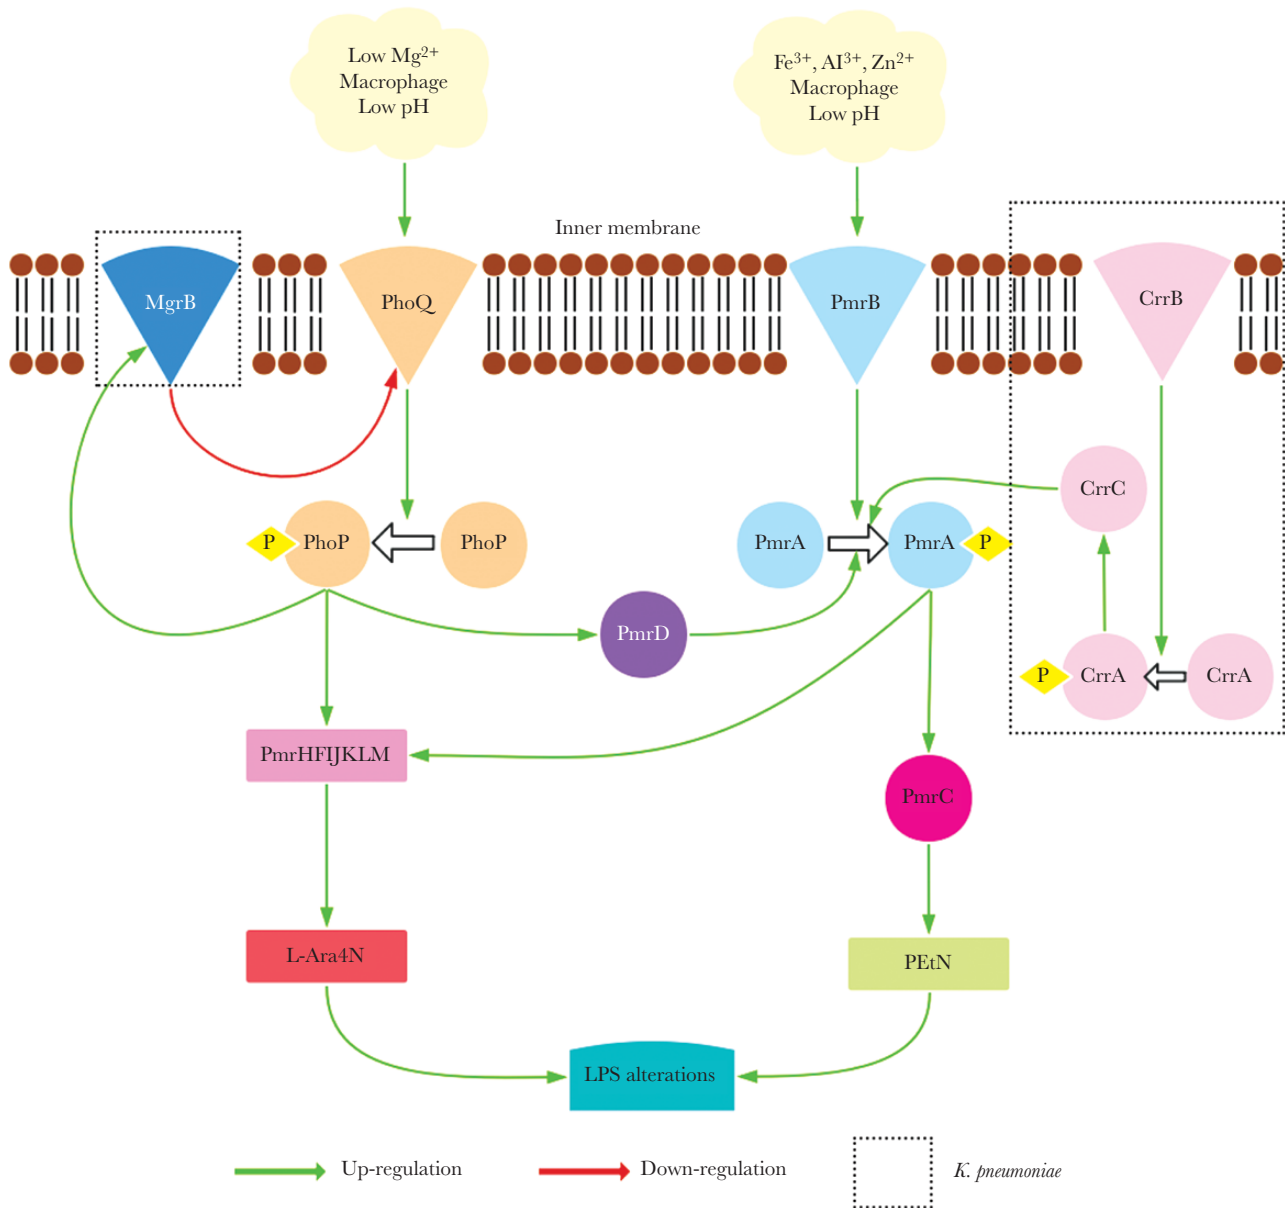 Low Mg²⁺
Macrophage
Low pH
Fe³⁺, AI³⁺, Zn²⁺
Macrophage
Low pH
Inner membrane
MgrB
PhoQ
PmrB
CrrB
CrrC
P
PhoP
PhoP
PmrA
PmrA
P
PmrD
P
CrrA
CrrA
PmrHFIJKLM
PmrC
L-Ara4N
PEtN
LPS alterations
Up-regulation
Down-regulation
K. pneumoniae